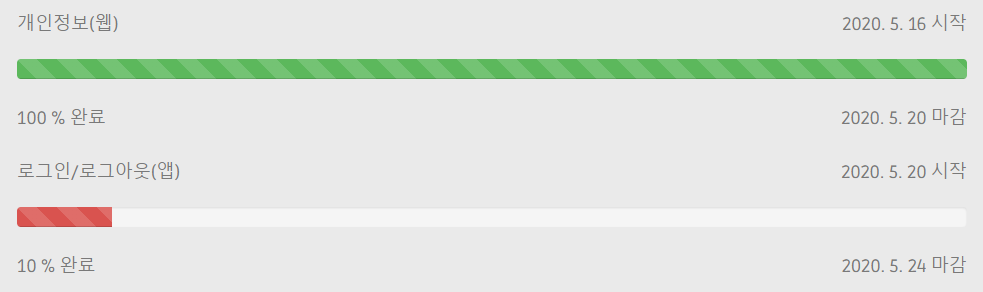 개인정보(웹) 2020. 5. 16 시작
100 % 완료 2020. 5. 20 마감
로그인/로그아웃(앱) 2020. 5. 20 시작
10 % 완료 2020. 5. 24 마감